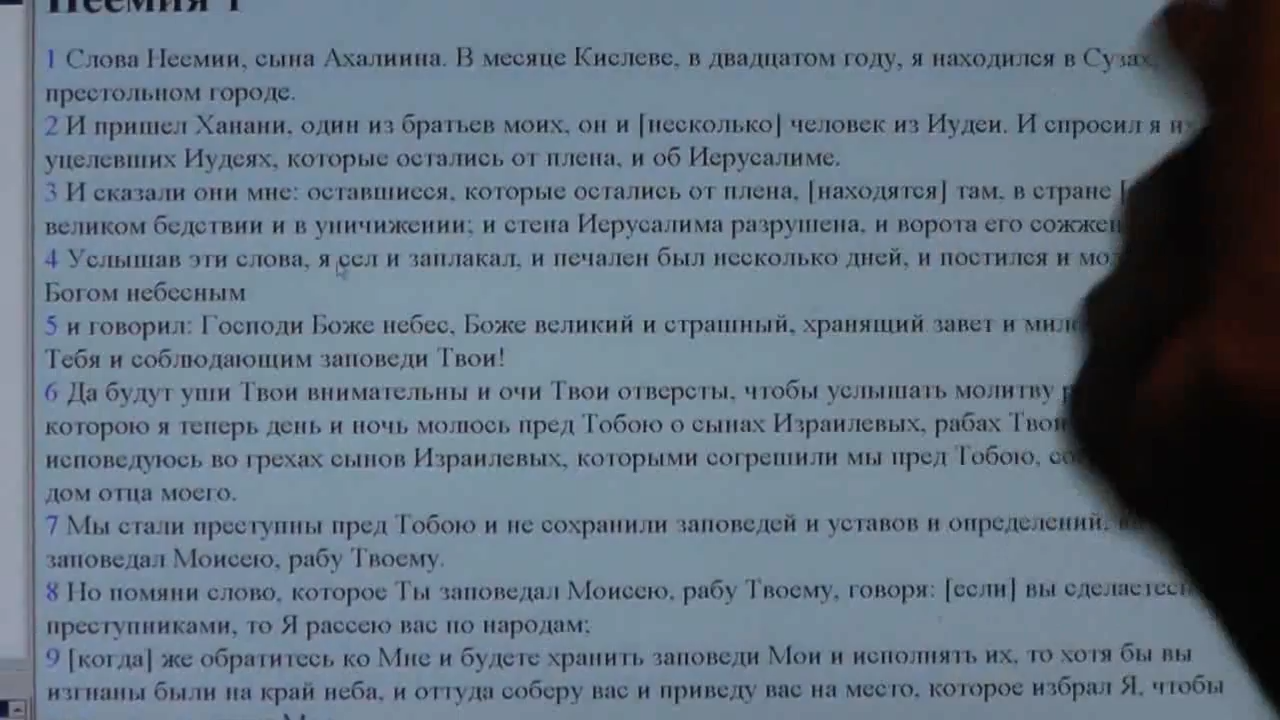 Неемия 1
1 Слова Неемии, сына Ахалиина. В месяце Кислеве, в двадцатом году, я находился в Сузах,
престольном городе.
2 И пришел Ханани, один из братьев моих, он и [несколько] человек из Иудеи. И спросил я
уцелевших Иудеях, которые остались от плена, и об Иерусалиме.
3 И сказали они мне: оставшиеся, которые остались от плена, [находятся] там, в стране
великом бедствии и в уничижении; и стена Иерусалима разрушена, и ворота его
4 Услышав эти слова, я сел и заплакал, и печален был несколько дней, и постился и
Богом небесным
5 и говорил: Господи Боже небес, Боже великий и страшный, хранящий завет и
Тебя и соблюдающим заповеди Твои!
6 Да будут уши Твои внимательны и очи Твои отверсты, чтобы услышать молитву
которою я теперь день и ночь молюсь пред Тобою о сынах Израилевых, рабах
исповедуюсь во грехах сынов Израилевых, которыми согрешили мы пред Тобою,
дом отца моего.
7 Мы стали преступны пред Тобою и не сохранили заповедей и уставов и определений,
заповедал Моисею, рабу Твоему.
8 Но помяни слово, которое Ты заповедал Моисею, рабу Твоему, говоря: [если] вы сделаетесь
преступниками, то Я рассею вас по народам;
9 [когда] же обратитесь ко Мне и будете хранить заповеди Мои и исполнять их, то хотя бы вы
изгнаны были на край неба, и оттуда соберу вас и приведу вас на место, которое избрал Я, чтобы